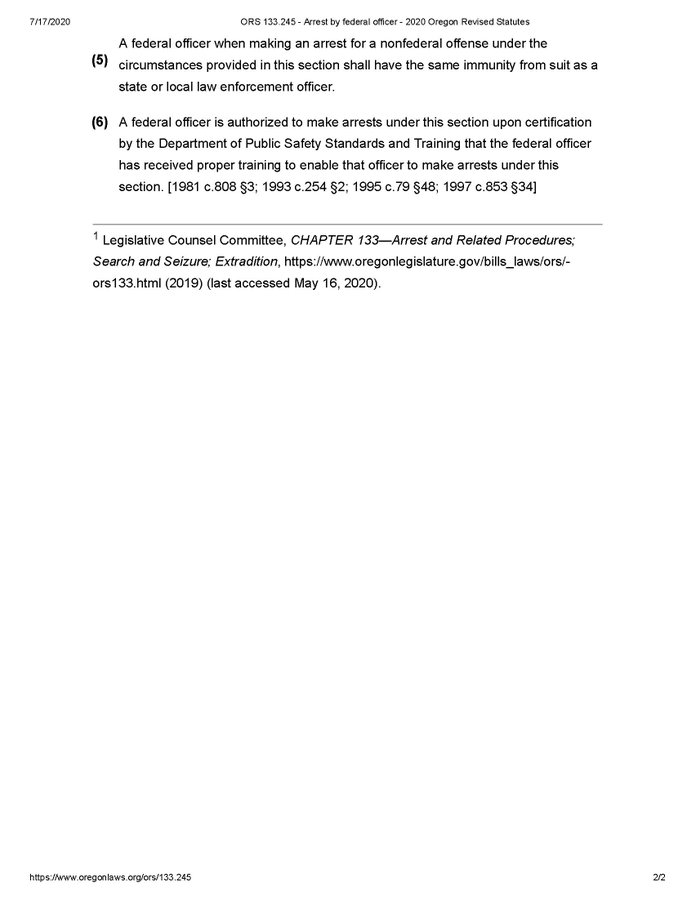 7/17/2020 ORS 133.245 - Arrest by federal officer - 2020 Oregon Revised Statutes
A federal officer when making an arrest for a nonfederal offense under the
(5) circumstances provided in this section shall have the same immunity from suit as a
state or local law enforcement officer.
(6) A federal officer is authorized to make arrests under this section upon certification
by the Department of Public Safety Standards and Training that the federal officer
has received proper training to enable that officer to make arrests under this
section. [1981 c.808 §3; 1993 c.254 §2; 1995 c.79 §48; 1997 c.853 §34]
1 Legislative Counsel Committee, CHAPTER 133—Arrest and Related Procedures;
Search and Seizure; Extradition, https://www.oregonlegislature.gov/bills_laws/ors/-
ors133.html (2019) (last accessed May 16, 2020).
https://www.oregonlaws.org/ors/133.245 2/2